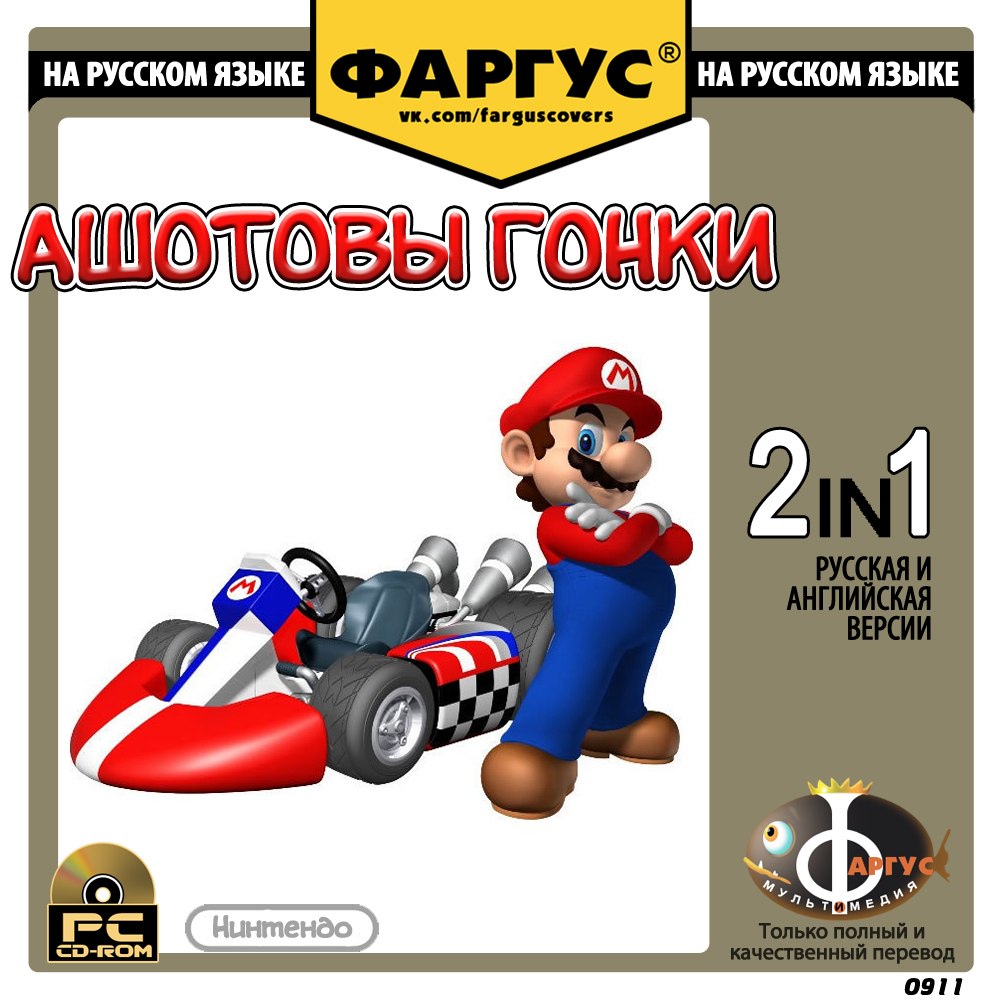 НА РУССКОМ ЯЗЫКЕ
ФАРГУС®
НА РУССКОМ ЯЗЫКЕ
vk.com/farguscovers
АШОТОВЫ ГОНКИ
M
M
2IN1
РУССКАЯ И
АНГЛИЙСКАЯ
ВЕРСИИ
ФАРГУС
МУЛЬТИМЕДИЯ
Только полный и
качественный перевод
PC
CD-ROM
Нинтендо
0911